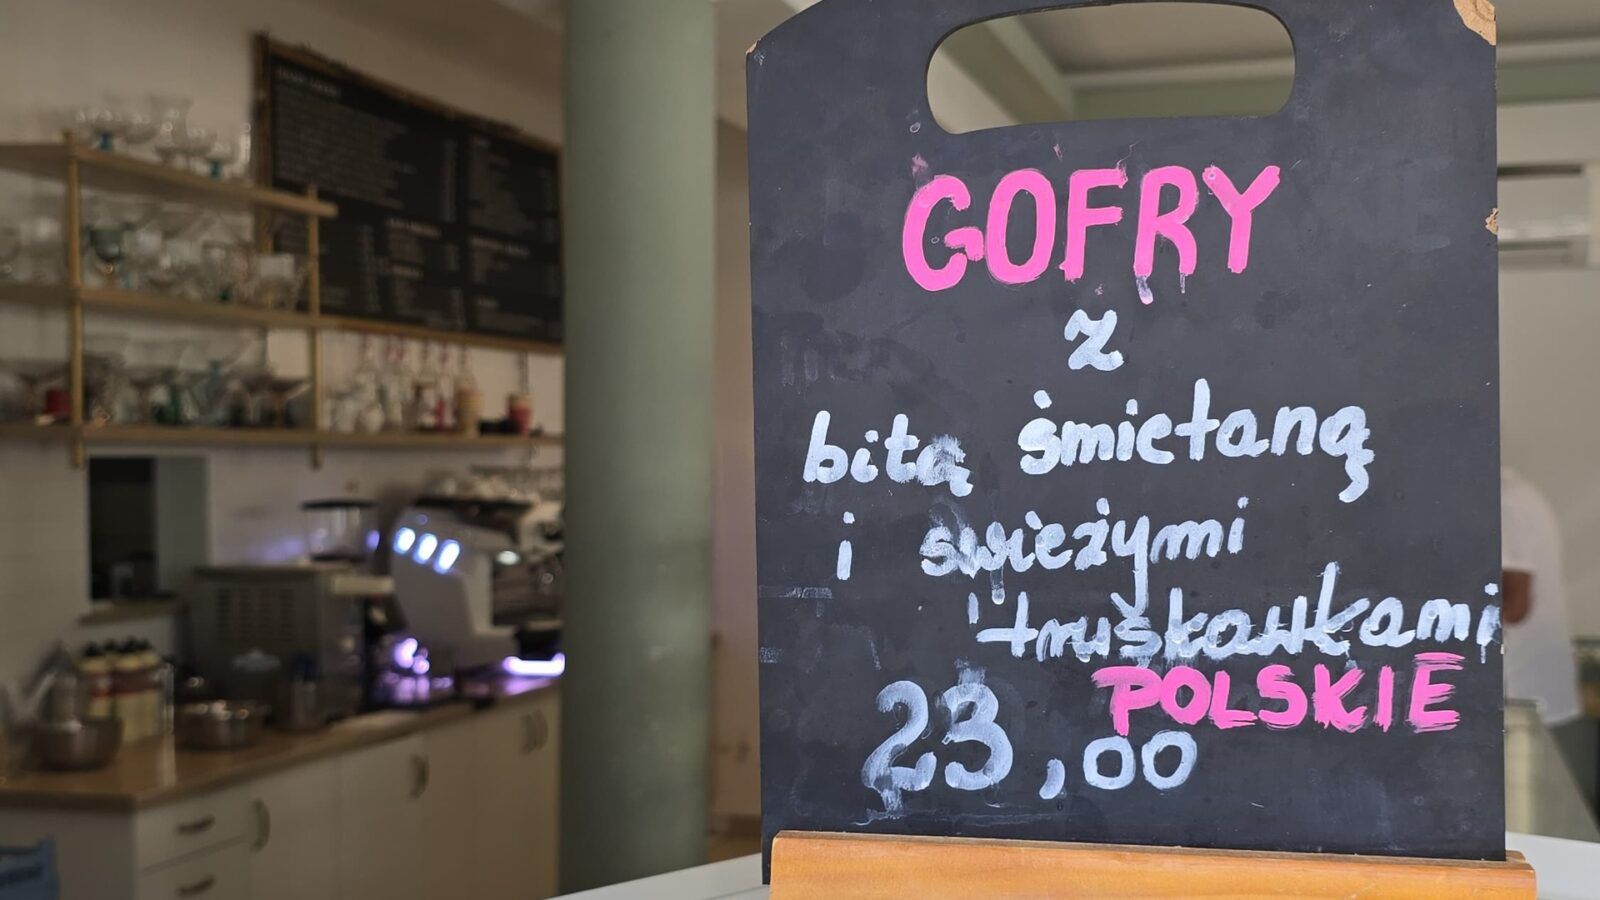 GOFRY
z
bitą śmietaną
i świeżymi
truskawkami
POLSKIE
23,00